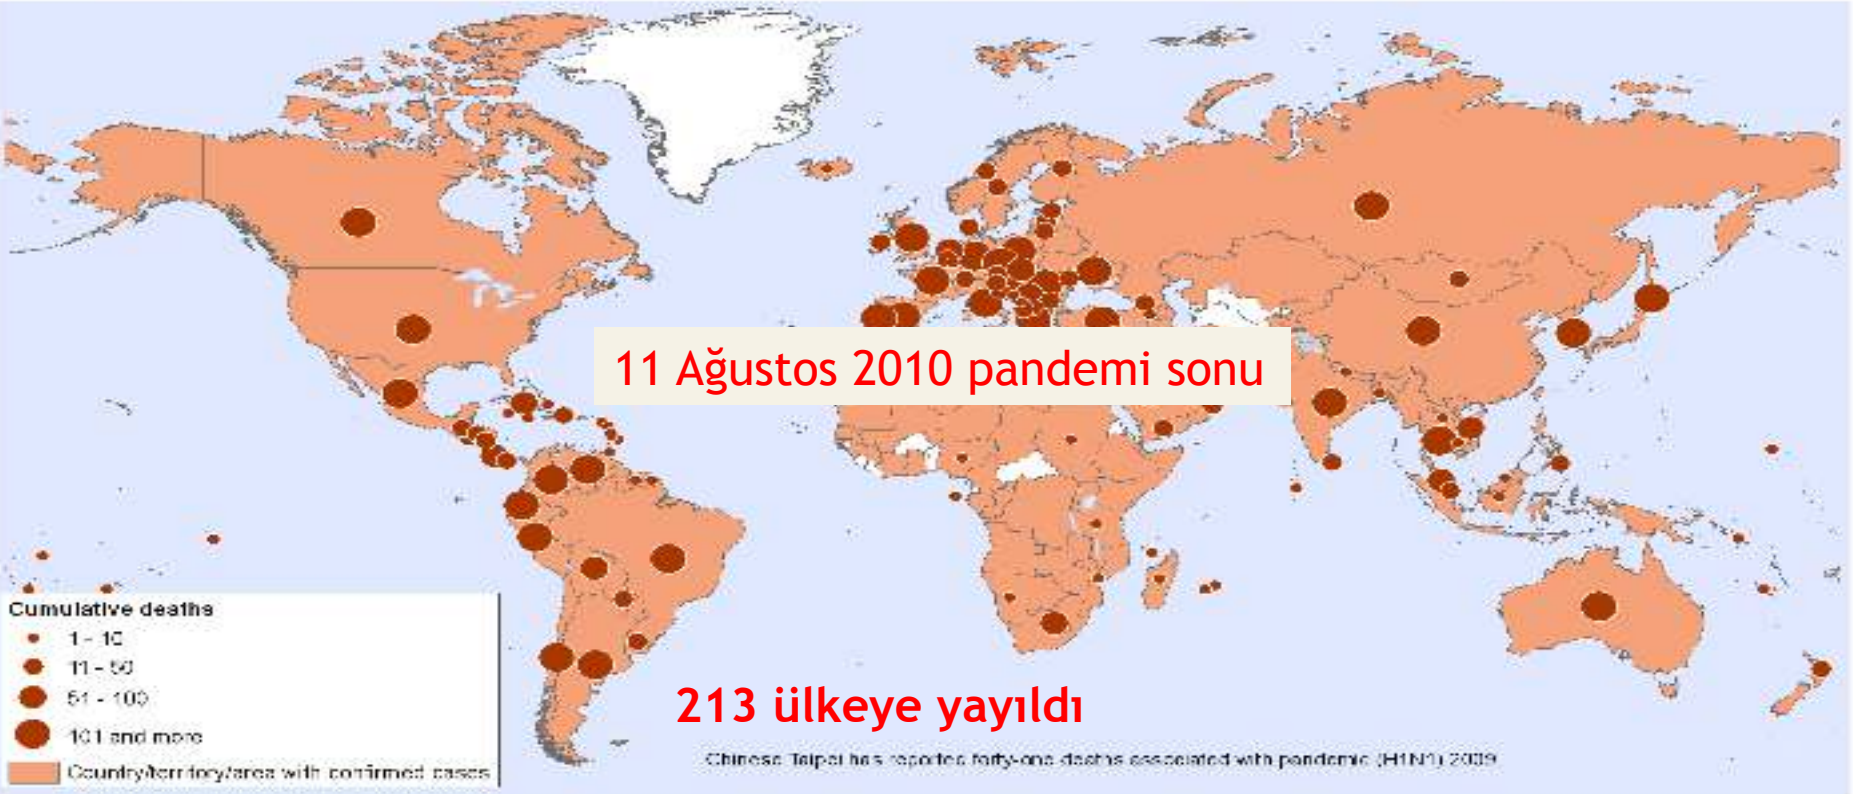 11 Ağustos 2010 pandemi sonu
Cumulative deaths
1 - 10
11 - 50
51 - 100
101 and more
Country/territory/area with confirmed cases
213 ülkeye yayıldı
Chinese Taipei has reported forty-one deaths associated with pandemic (H1N1) 2009